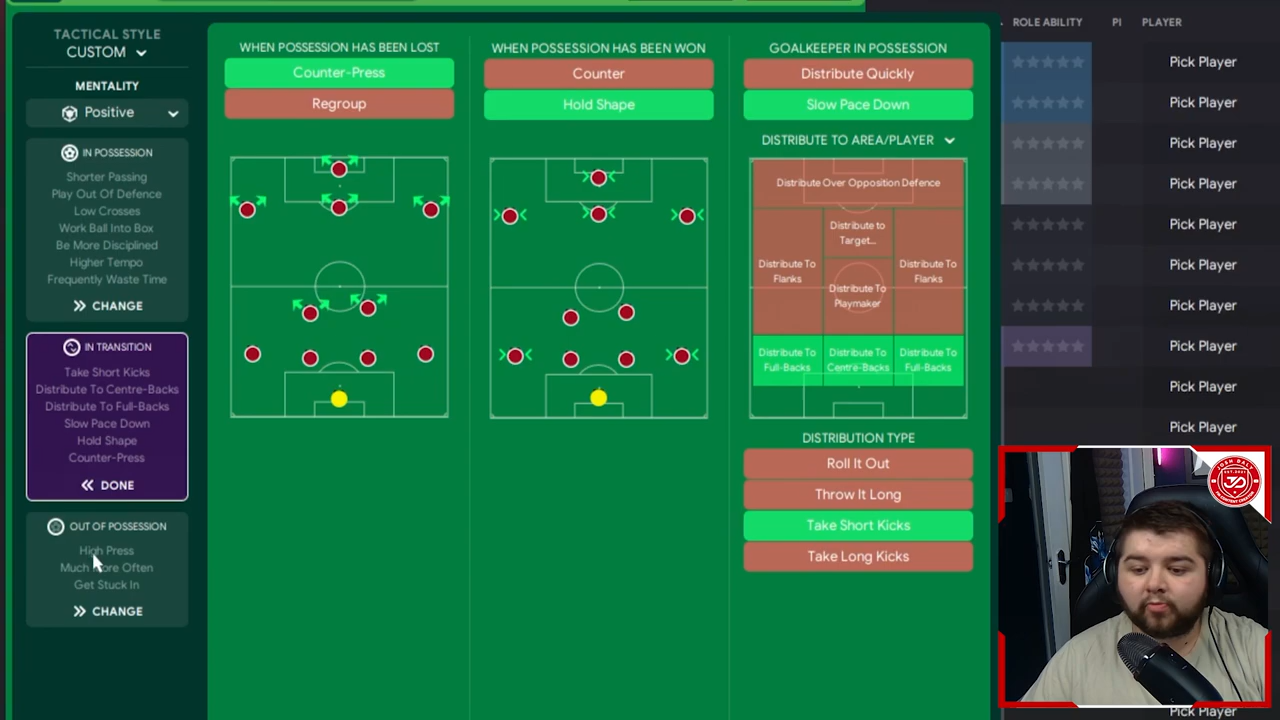 TACTICAL STYLE
CUSTOM
MENTALITY
Positive
IN POSSESSION
Shorter Passing
Play Out Of Defence
Low Crosses
Work Ball Into Box
Be More Disciplined
Higher Tempo
Frequently Waste Time
CHANGE
IN TRANSITION
Take Short Kicks
Distribute To Centre-Backs
Distribute To Full-Backs
Slow Pace Down
Hold Shape
Counter-Press
DONE
OUT OF POSSESSION
High Press
Much More Often
Get Stuck In
CHANGE
WHEN POSSESSION HAS BEEN LOST
Counter-Press
Regroup
WHEN POSSESSION HAS BEEN WON
Counter
Hold Shape
GOALKEEPER IN POSSESSION
Distribute Quickly
Slow Pace Down
DISTRIBUTE TO AREA/PLAYER
Distribute Over Opposition Defence
Distribute to
Target...
Distribute To
Flanks
Distribute To
Playmaker
Distribute To
Flanks
Distribute To
Full-Backs
Distribute To
Centre-Backs
Distribute To
Full-Backs
DISTRIBUTION TYPE
Roll It Out
Throw It Long
Take Short Kicks
Take Long Kicks
ROLE ABILITY
PI
PLAYER
Pick Player
Pick Player
Pick Player
Pick Player
Pick Player
Pick Player
Pick Player
Pick Player
Pick Player
Pick Player
Pick Player
JOSH DALY